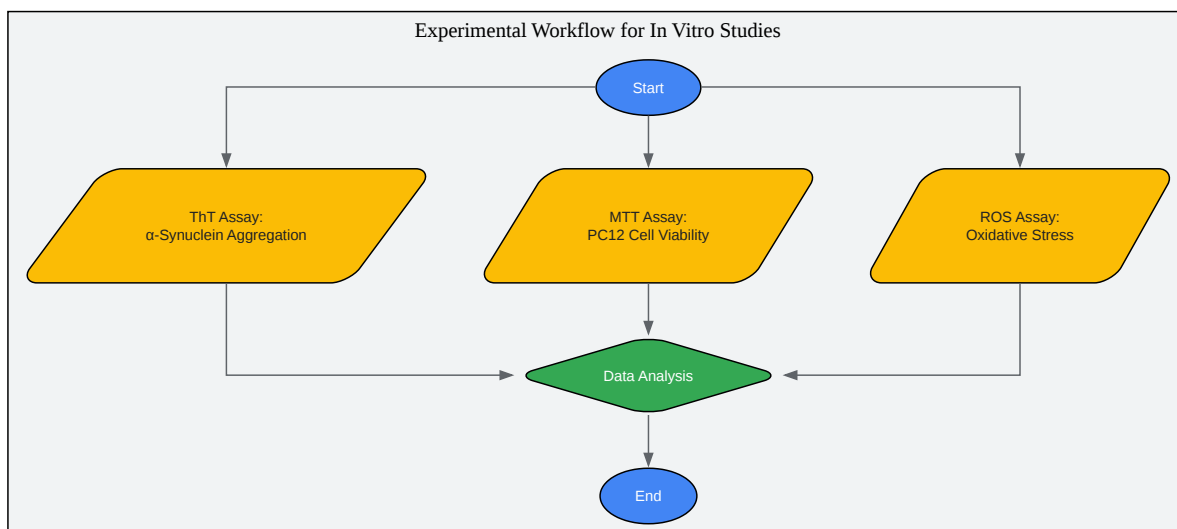 Experimental Workflow for In Vitro Studies
Start
ThT Assay:
α-Synuclein Aggregation
MTT Assay:
PC12 Cell Viability
ROS Assay:
Oxidative Stress
Data Analysis
End